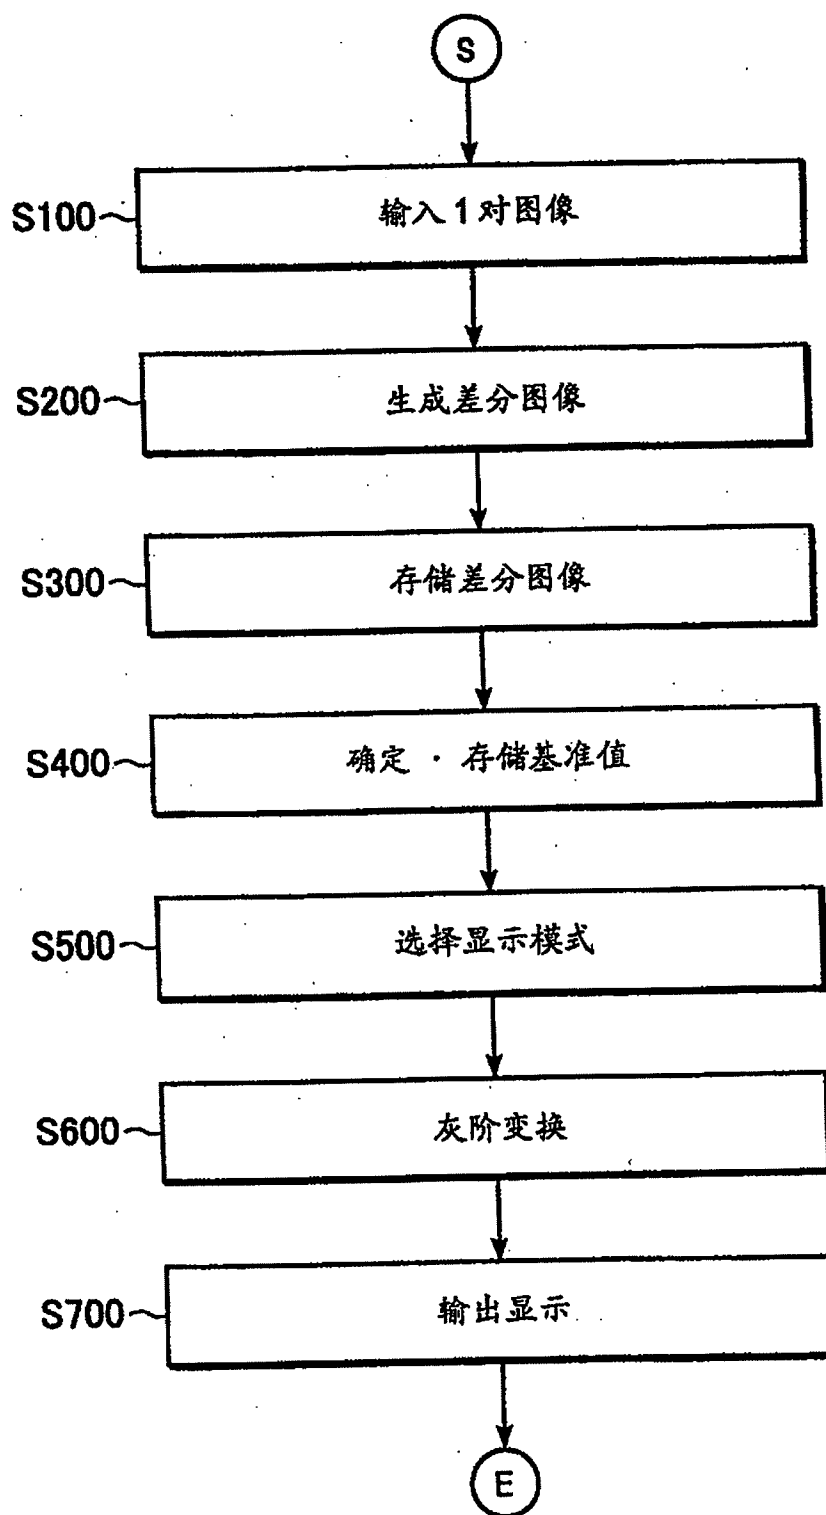 S
S100 输入1对图像
S200 生成差分图像
S300 存储差分图像
S400 确定 · 存储基准值
S500 选择显示模式
S600 灰阶变换
S700 输出显示
E